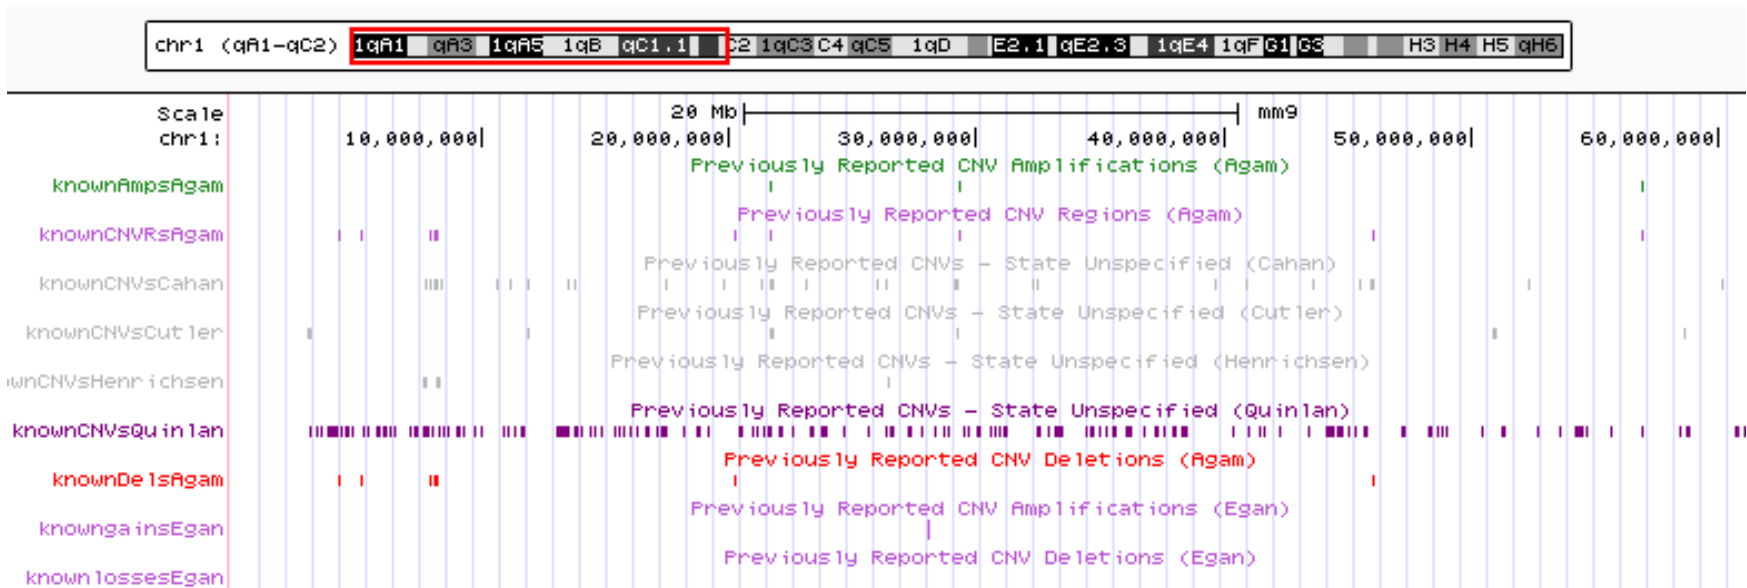 chr1 (qA1-qC2) 1qA1 qA3 1qA5 1qB qC1.1 C2 1qC3 C4 qC5 1qD E2.1 qE2.3 1qE4 1qF G1 G3 H3 H4 H5 qH6
Scale 20 Mb mm9
chr1: 10,000,000 20,000,000 30,000,000 40,000,000 50,000,000 60,000,000
Previously Reported CNV Amplifications (Agam)
knownAmpsAgam
Previously Reported CNV Regions (Agam)
knownCNVRsAgam
Previously Reported CNVs - State Unspecified (Cahan)
knownCNVsCahan
Previously Reported CNVs - State Unspecified (Cutler)
knownCNVsCutler
Previously Reported CNVs - State Unspecified (Henrichsen)
wnCNVsHenrichsen
Previously Reported CNVs - State Unspecified (Quinlan)
knownCNVsQuinlan
Previously Reported CNV Deletions (Agam)
knownDelsAgam
Previously Reported CNV Amplifications (Egan)
knowngainsEgan
Previously Reported CNV Deletions (Egan)
knownlossesEgan